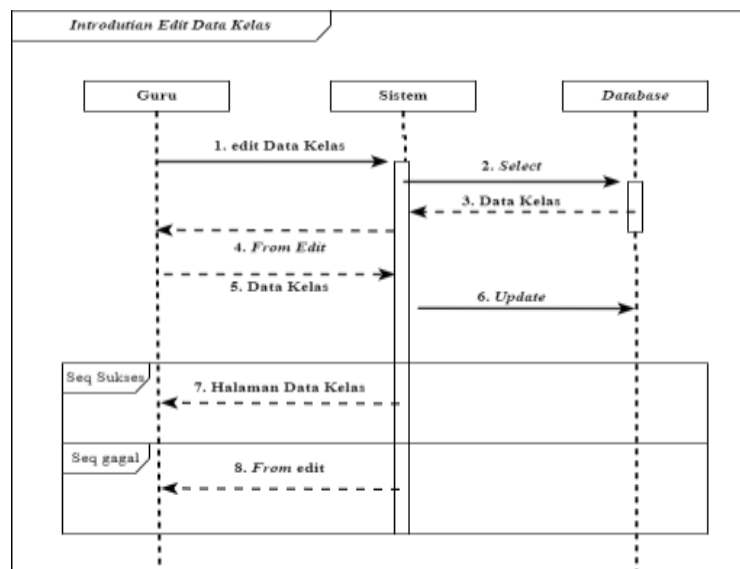 Introdutian Edit Data Kelas
Guru
Sistem
Database
1. edit Data Kelas
2. Select
3. Data Kelas
4. From Edit
5. Data Kelas
6. Update
Seq Sukses
7. Halaman Data Kelas
Seq gagal
8. From edit